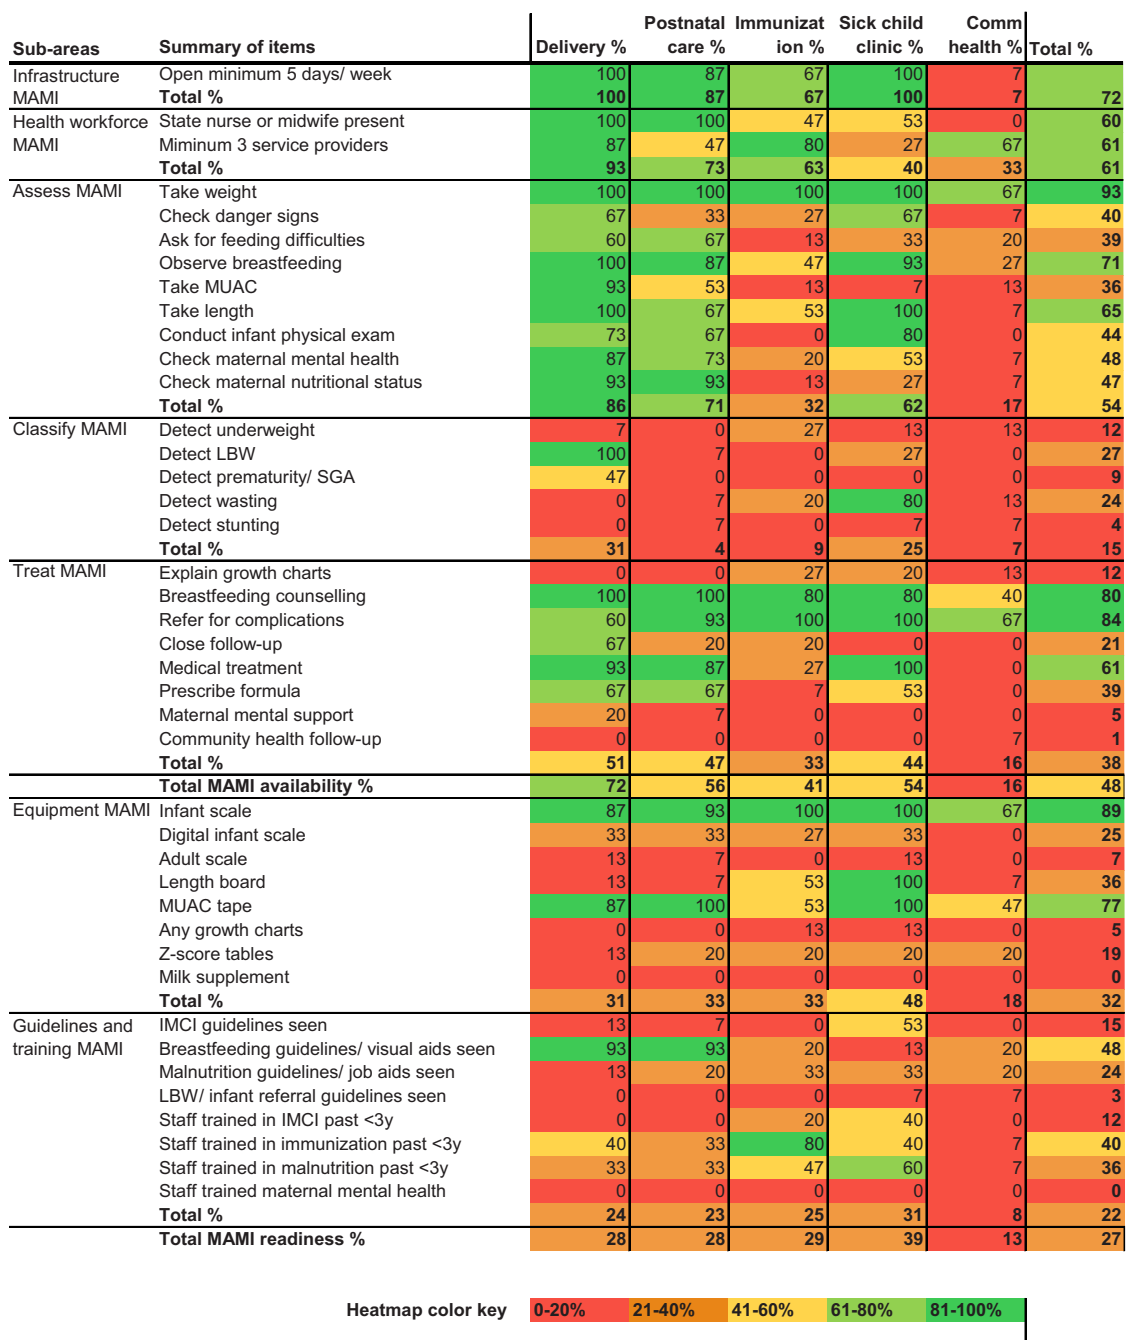 Sub-areas Summary of items Delivery % Postnatal care % Immunizat ion % Sick child clinic % Comm health % Total %
Infrastructure Open minimum 5 days/ week 100 87 67 100 7
MAMI Total % 100 87 67 100 7 72
Health workforce State nurse or midwife present 100 100 47 53 0 60
MAMI Miminum 3 service providers 87 47 80 27 67 61
Total % 93 73 63 40 33 61
Assess MAMI Take weight 100 100 100 100 67 93
Check danger signs 67 33 27 67 7 40
Ask for feeding difficulties 60 67 13 33 20 39
Observe breastfeeding 100 87 47 93 27 71
Take MUAC 93 53 13 7 13 36
Take length 100 67 53 100 7 65
Conduct infant physical exam 73 67 0 80 0 44
Check maternal mental health 87 73 20 53 7 48
Check maternal nutritional status 93 93 13 27 7 47
Total % 86 71 32 62 17 54
Classify MAMI Detect underweight 7 0 27 13 13 12
Detect LBW 100 7 0 27 0 27
Detect prematurity/ SGA 47 0 0 0 0 9
Detect wasting 0 7 20 80 13 24
Detect stunting 0 7 0 7 7 4
Total % 31 4 9 25 7 15
Treat MAMI Explain growth charts 0 0 27 20 13 12
Breastfeeding counselling 100 100 80 80 40 80
Refer for complications 60 93 100 100 67 84
Close follow-up 67 20 20 0 0 21
Medical treatment 93 87 27 100 0 61
Prescribe formula 67 67 7 53 0 39
Maternal mental support 20 7 0 0 0 5
Community health follow-up 0 0 0 0 7 1
Total % 51 47 33 44 16 38
Total MAMI availability % 72 56 41 54 16 48
Equipment MAMI Infant scale 87 93 100 100 67 89
Digital infant scale 33 33 27 33 0 25
Adult scale 13 7 0 13 0 7
Length board 13 7 53 100 7 36
MUAC tape 87 100 53 100 47 77
Any growth charts 0 0 13 13 0 5
Z-score tables 13 20 20 20 20 19
Milk supplement 0 0 0 0 0 0
Total % 31 33 33 48 18 32
Guidelines and IMCI guidelines seen 13 7 0 53 0 15
training MAMI Breastfeeding guidelines/ visual aids seen 93 93 20 13 20 48
Malnutrition guidelines/ job aids seen 13 20 33 33 20 24
LBW/ infant referral guidelines seen 0 0 0 7 7 3
Staff trained in IMCI past <3y 0 0 20 40 0 12
Staff trained in immunization past <3y 40 33 80 40 7 40
Staff trained in malnutrition past <3y 33 33 47 60 7 36
Staff trained maternal mental health 0 0 0 0 0 0
Total % 24 23 25 31 8 22
Total MAMI readiness % 28 28 29 39 13 27
Heatmap color key 0-20% 21-40% 41-60% 61-80% 81-100%